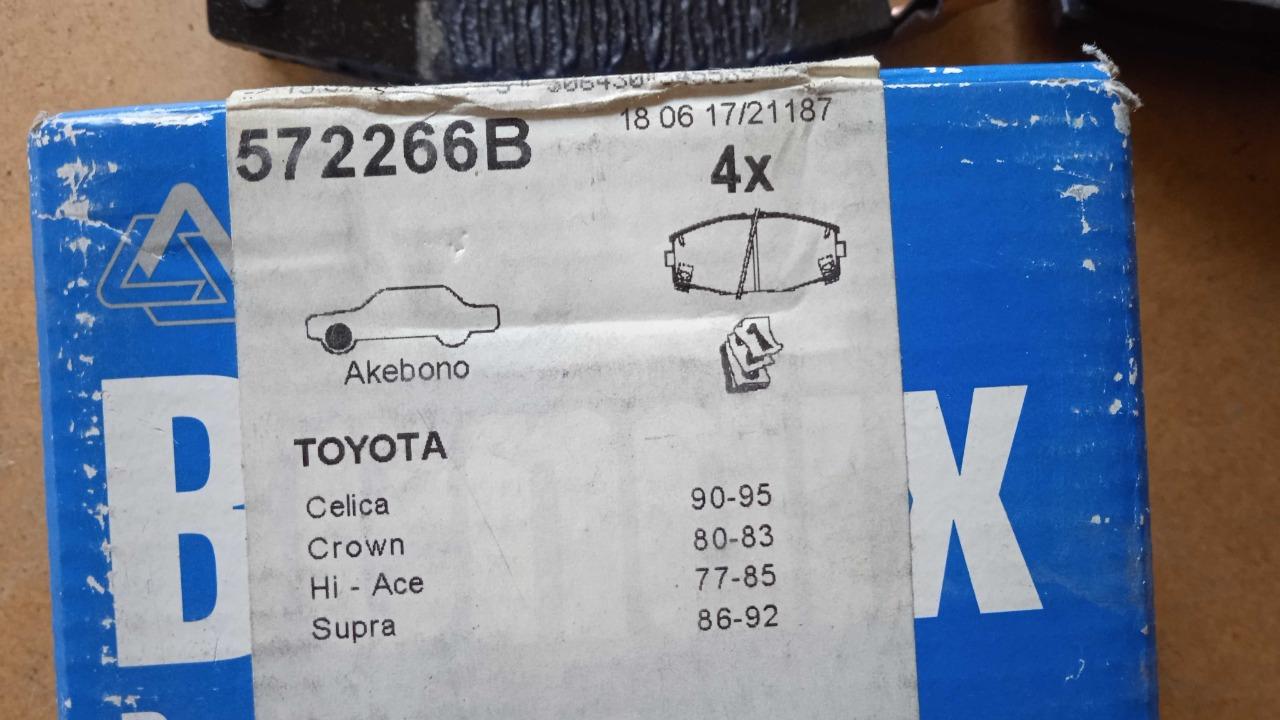 572266B
18 06 17/21187
4x
1
Akebono
TOYOTA
Celica 90-95
Crown 80-83
Hi - Ace 77-85
Supra 86-92